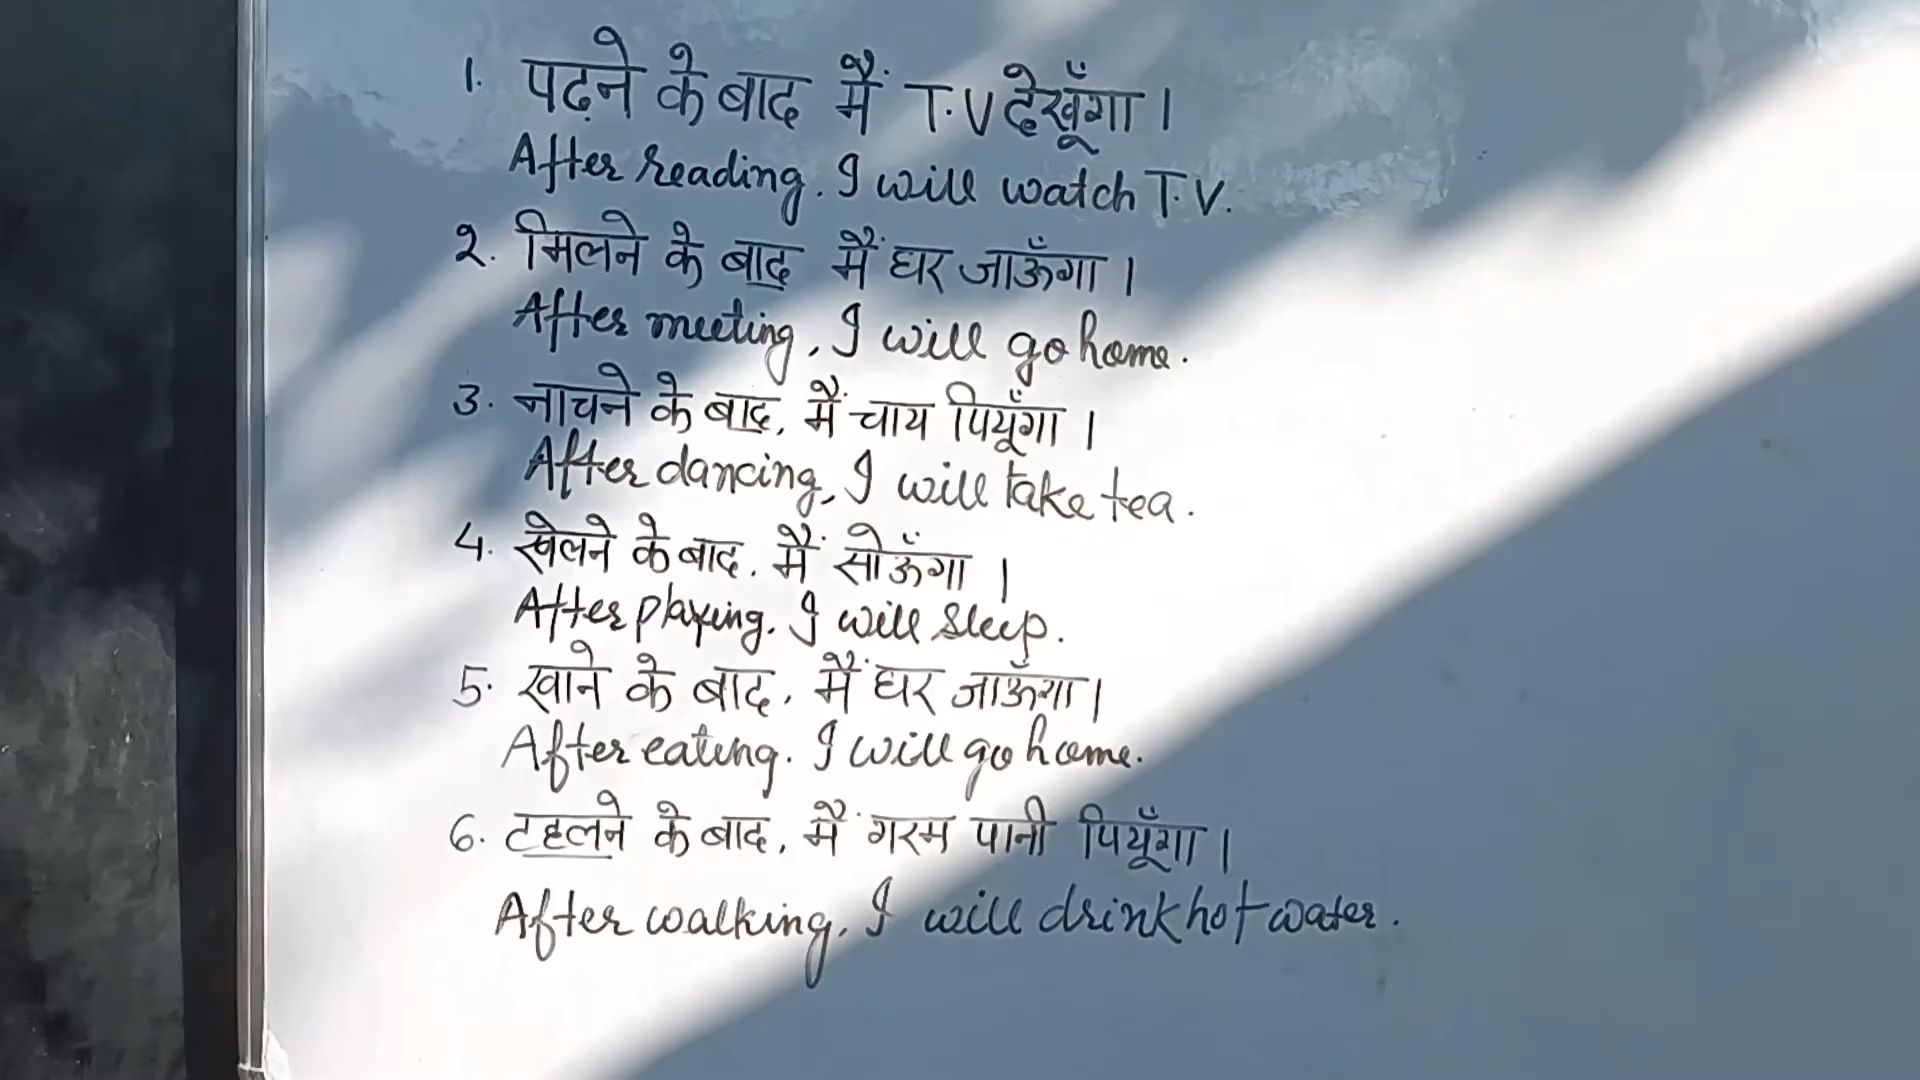 1. पढ़ने के बाद मैं T.V देखूँगा।
After reading. I will watch T.V.
2. मिलने के बाद मैं घर जाऊँगा।
After meeting, I will go home.
3. नाचने के बाद, मैं चाय पियूँगा।
After dancing, I will take tea.
4. खेलने के बाद, मैं सोऊँगा।
After playing. I will sleep.
5. खाने के बाद, मैं घर जाऊँगा।
After eating. I will go home.
6. टहलने के बाद, मैं गरम पानी पियूँगा।
After walking, I will drink hot water.